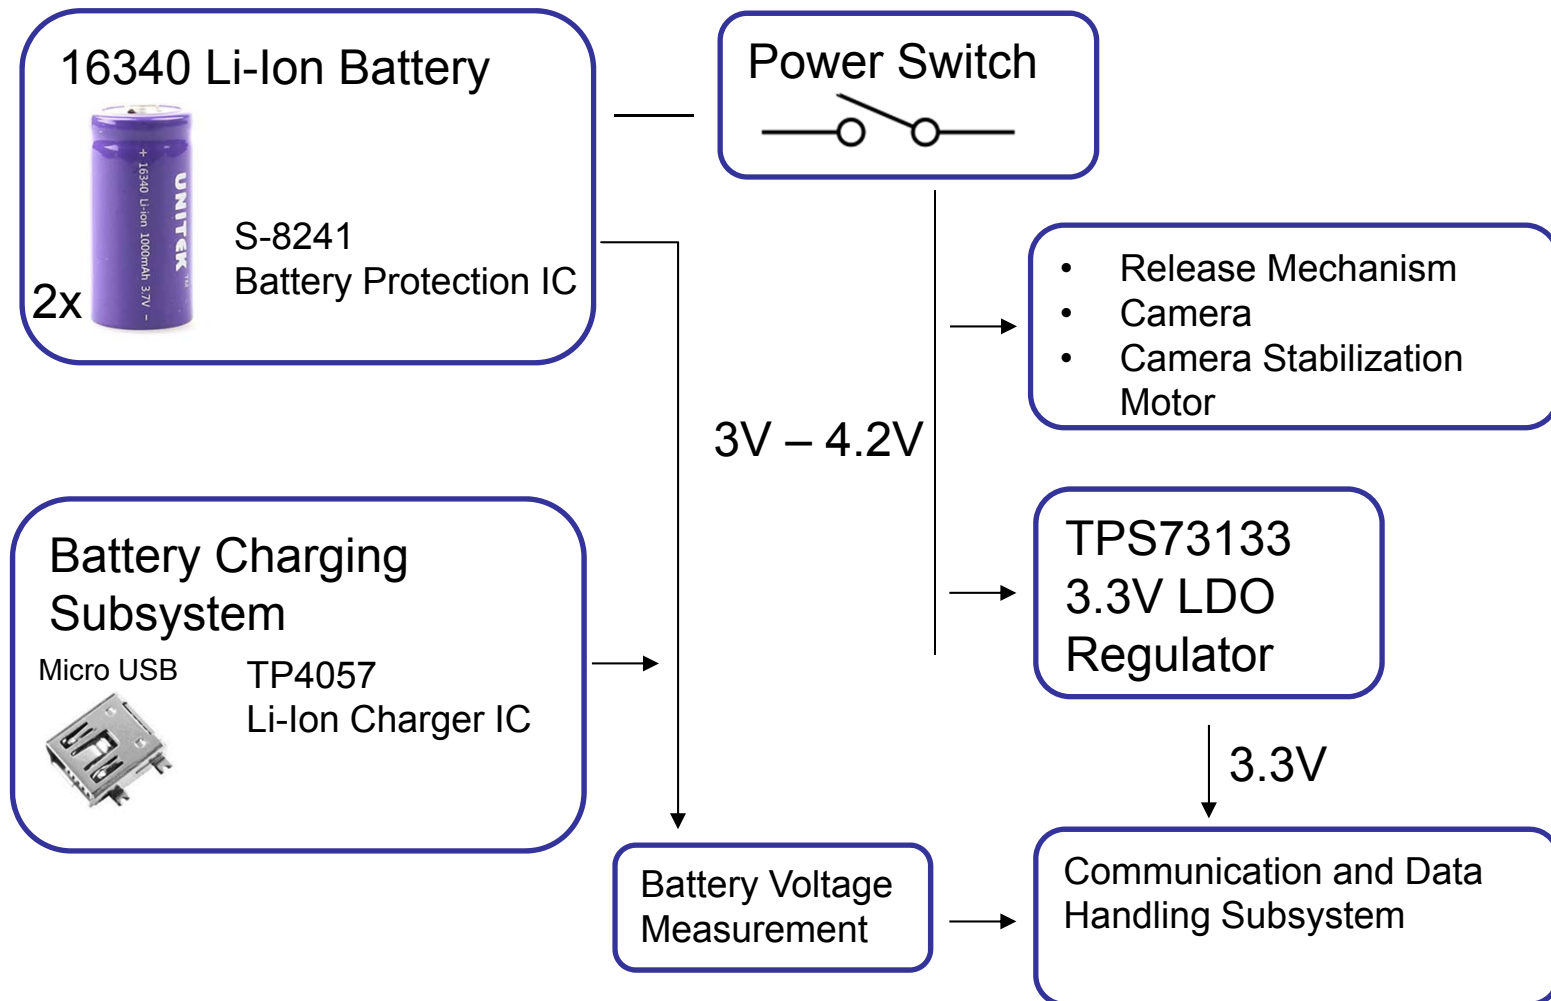 16340 Li-Ion Battery
+ 16340 Li-ion 1000mAh 3.7V −
UNITEK ™
S-8241
Battery Protection IC
2x
Power Switch
• Release Mechanism
• Camera
• Camera Stabilization
Motor
3V – 4.2V
Battery Charging
Subsystem
Micro USB
TP4057
Li-Ion Charger IC
TPS73133
3.3V LDO
Regulator
3.3V
Battery Voltage
Measurement
Communication and Data
Handling Subsystem